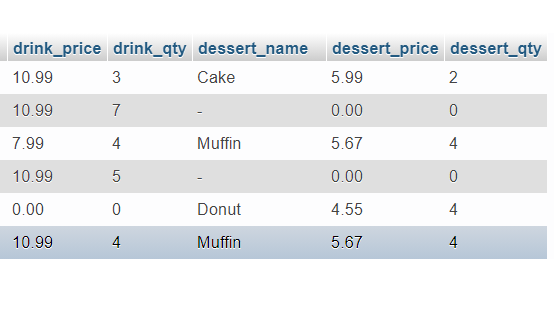 drink_price drink_qty dessert_name dessert_price dessert_qty
10.99 3 Cake 5.99 2
10.99 7 - 0.00 0
7.99 4 Muffin 5.67 4
10.99 5 - 0.00 0
0.00 0 Donut 4.55 4
10.99 4 Muffin 5.67 4